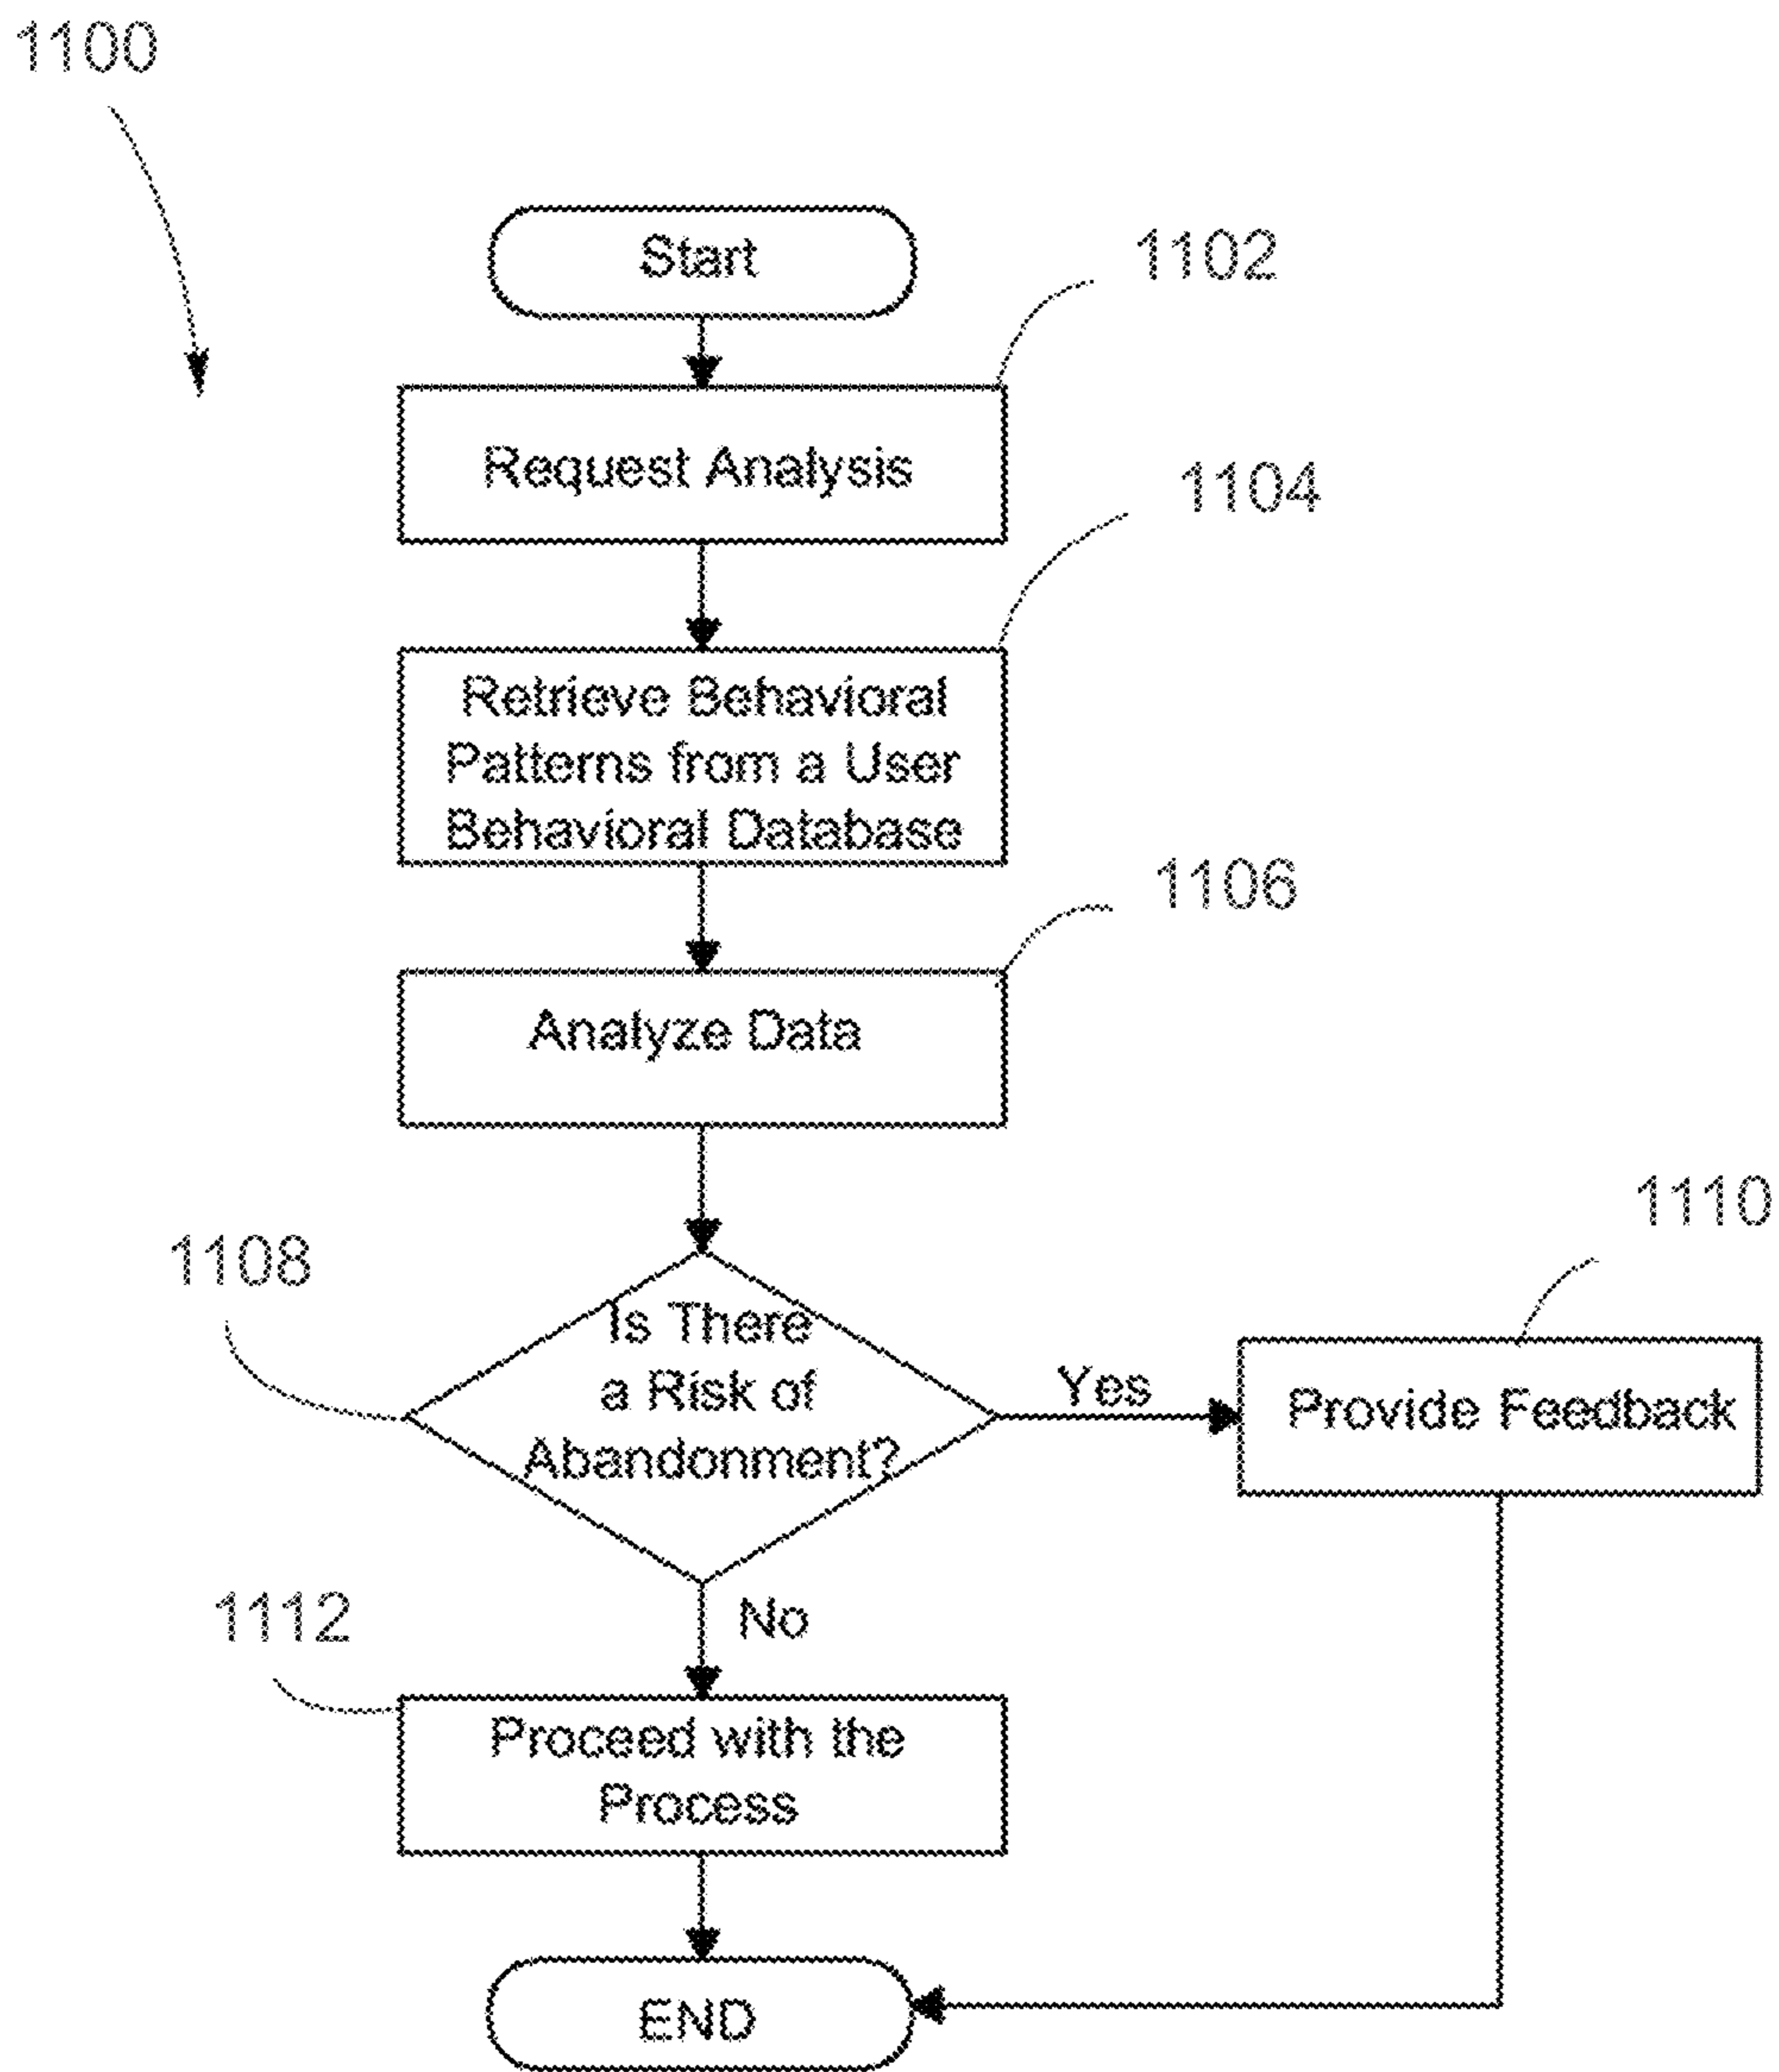 1100
Start
1102
Request Analysis
1104
Retrieve Behavioral
Patterns from a User
Behavioral Database
1106
Analyze Data
1108
Is There
a Risk of
Abandonment?
Yes
1110
Provide Feedback
No
1112
Proceed with the
Process
END